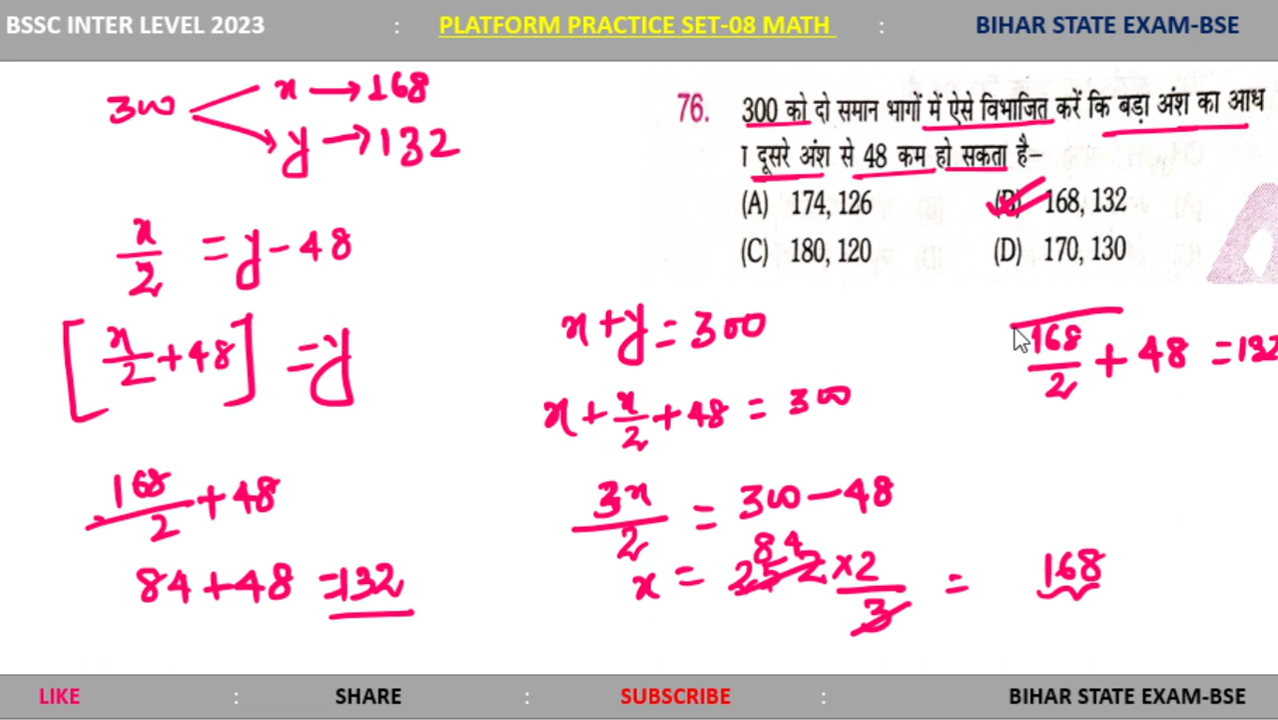 BSSC INTER LEVEL 2023 : PLATFORM PRACTICE SET-08 MATH : BIHAR STATE EXAM-BSE
300 x → 168
y → 132
76. 300 को दो समान भागों में ऐसे विभाजित करें कि बड़ा अंश का आध
ा दूसरे अंश से 48 कम हो सकता है–
(A) 174, 126 (B) 168, 132
(C) 180, 120 (D) 170, 130
x/2 = y - 48
[x/2 + 48] = y
168/2 + 48
84 + 48 = 132
x + y = 300
x + x/2 + 48 = 300
3x/2 = 300 - 48
84
x = 252 × 2/3 = 168
168/2 + 48 = 132
LIKE : SHARE : SUBSCRIBE : BIHAR STATE EXAM-BSE